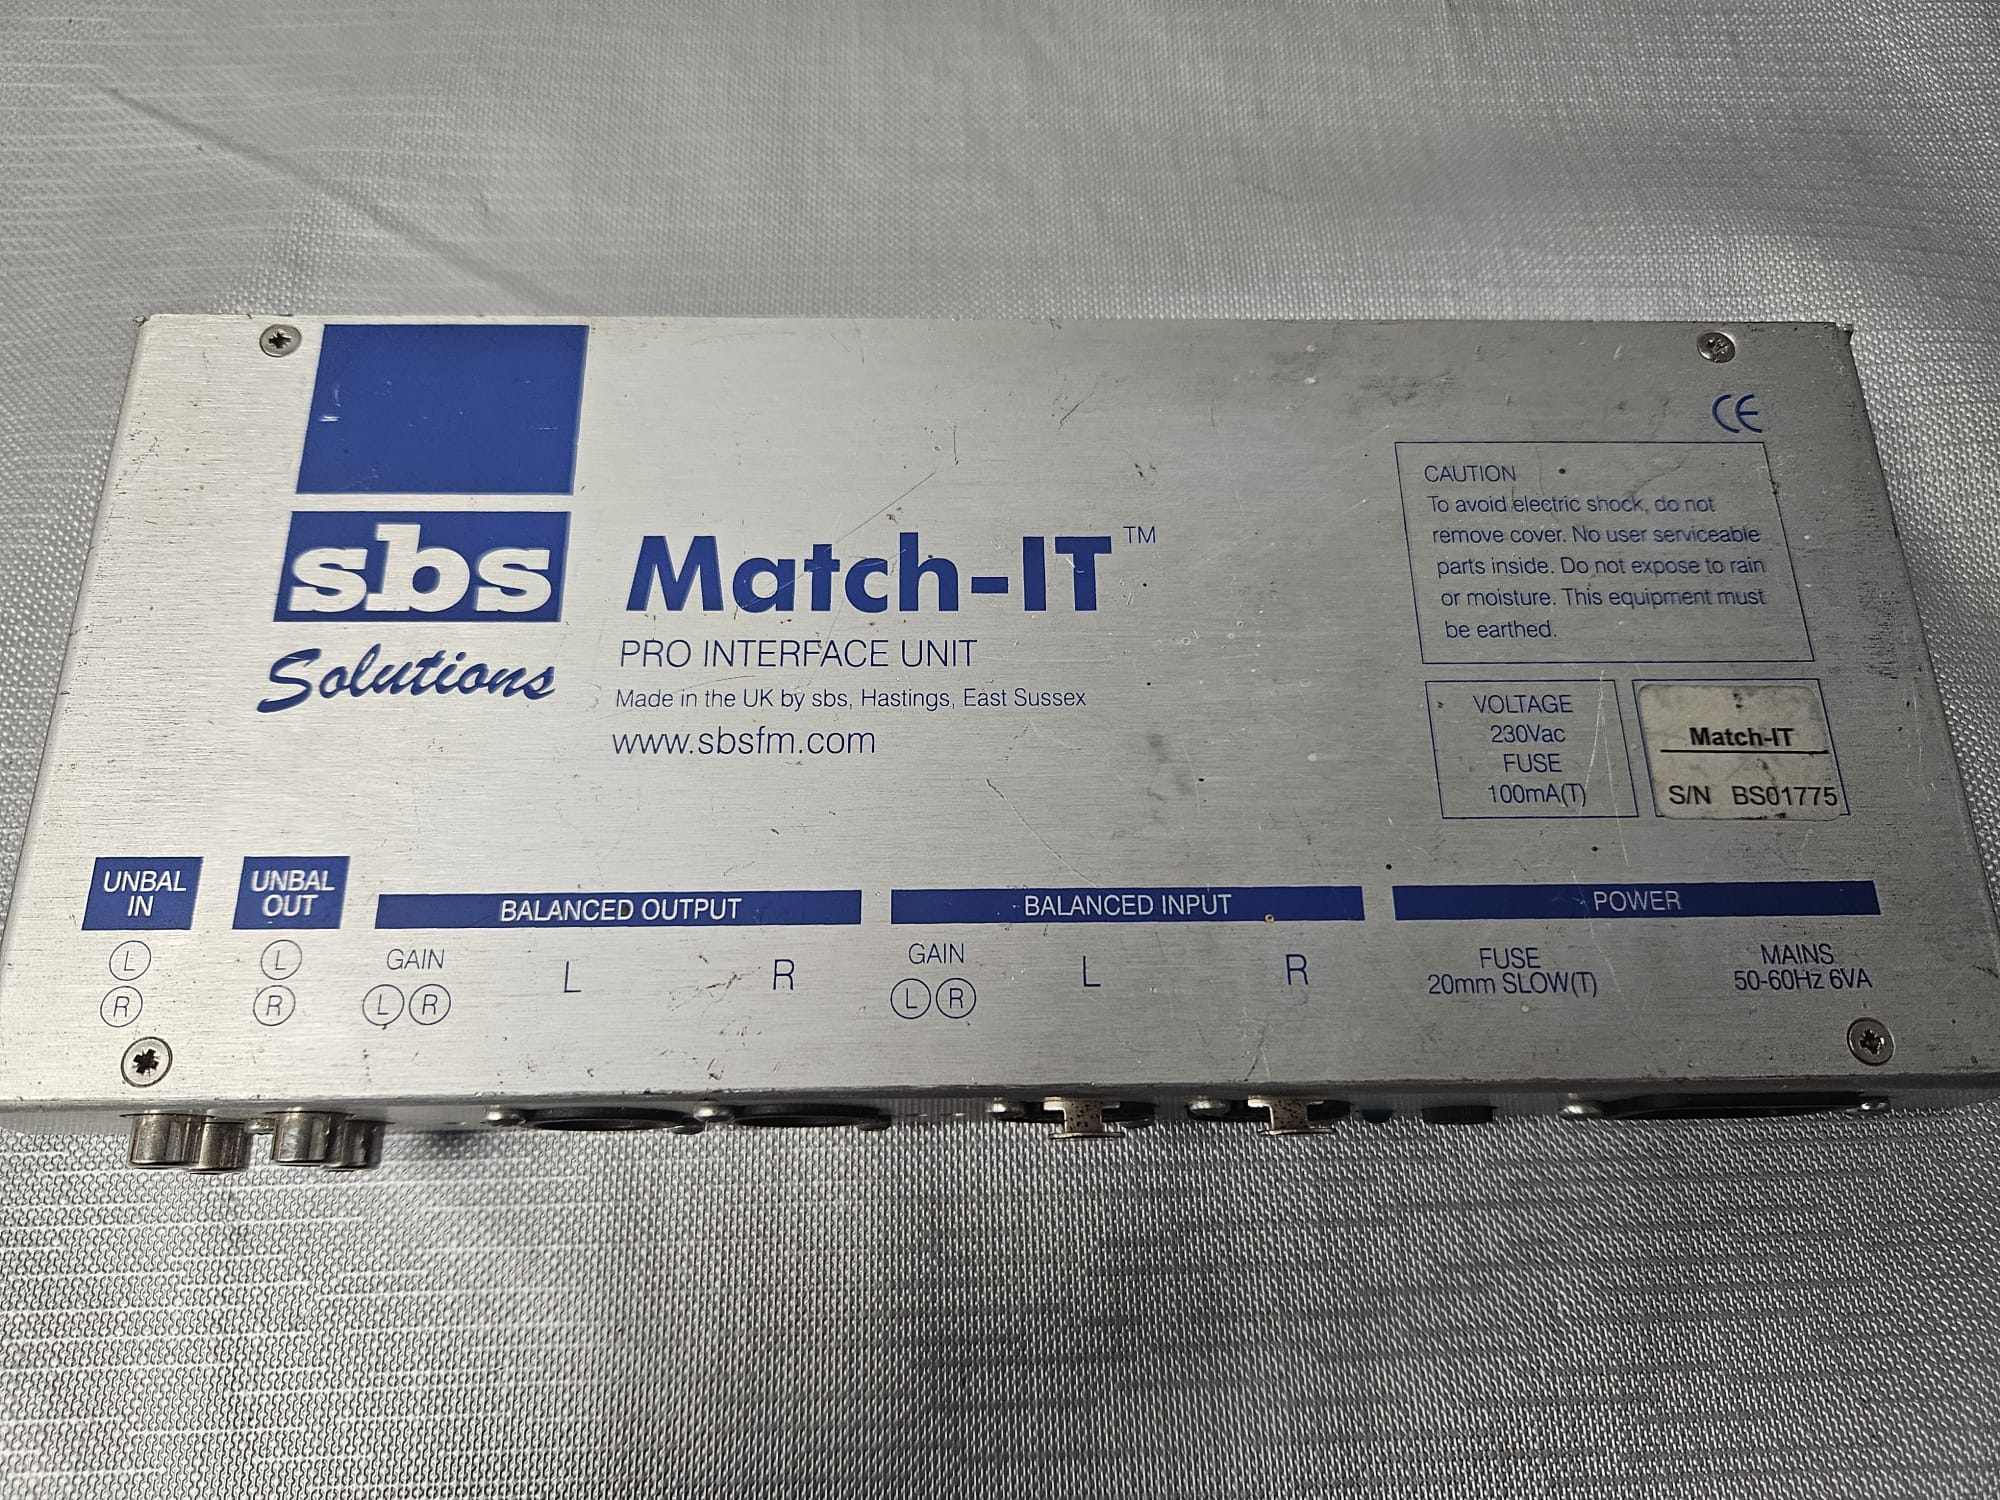 CE
sbs
Solutions
Match-IT™
PRO INTERFACE UNIT
Made in the UK by sbs, Hastings, East Sussex
www.sbsfm.com
CAUTION
To avoid electric shock, do not
remove cover. No user serviceable
parts inside. Do not expose to rain
or moisture. This equipment must
be earthed.
VOLTAGE
230Vac
FUSE
100mA(T)
Match-IT
S/N BS01775
UNBAL
IN
L
R
UNBAL
OUT
L
R
BALANCED OUTPUT
GAIN
L R
L R
BALANCED INPUT
GAIN
L R
L R
POWER
FUSE
20mm SLOW(T)
MAINS
50-60Hz 6VA